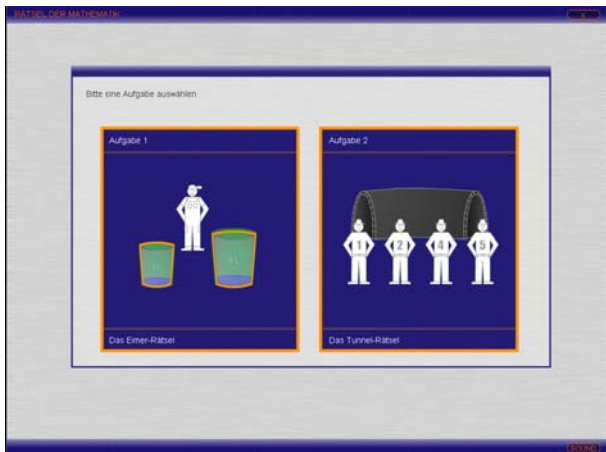 RÄTSEL DER MATHEMATIK
X
Bitte eine Aufgabe auswählen
Aufgabe 1
Aufgabe 2
1 2 4 5
Das Eimer-Rätsel
Das Tunnel-Rätsel
SOUND